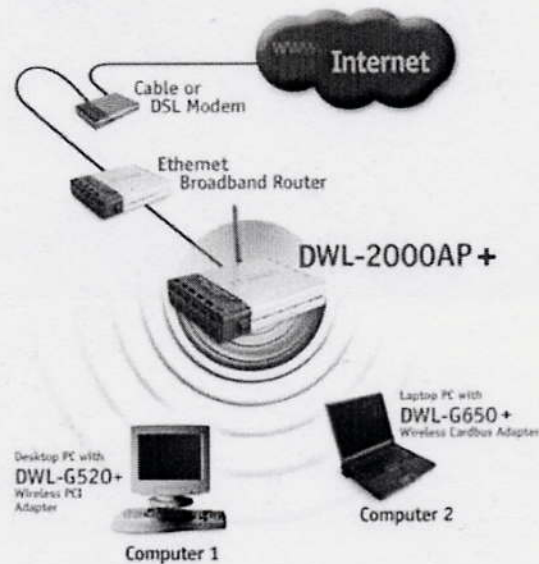 www
Internet
Cable or
DSL Modem
Ethernet
Broadband Router
DWL-2000AP+
Laptop PC with
DWL-G650+
Wireless Cardbus Adapter
Computer 2
Desktop PC with
DWL-G520+
Wireless PCI
Adapter
Computer 1